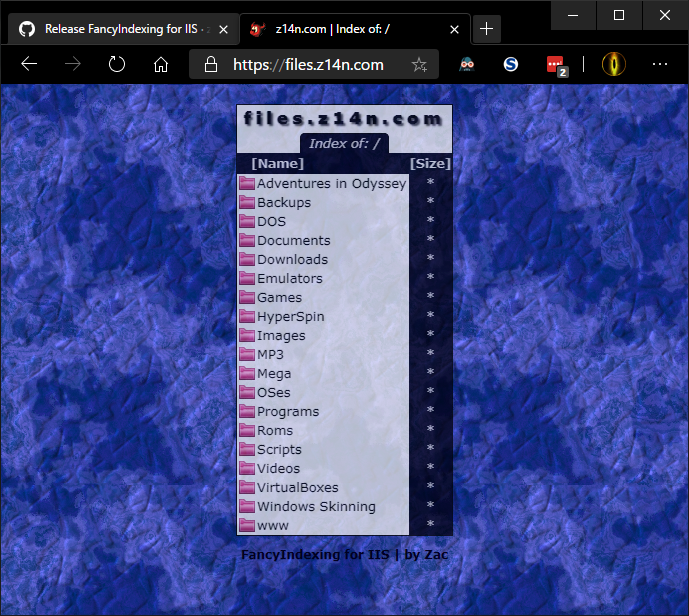 Release FancyIndexing for IIS ·
z14n.com | Index of: /
https://files.z14n.com
2
files.z14n.com
Index of: /
[Name] [Size]
Adventures in Odyssey *
Backups *
DOS *
Documents *
Downloads *
Emulators *
Games *
HyperSpin *
Images *
MP3 *
Mega *
OSes *
Programs *
Roms *
Scripts *
Videos *
VirtualBoxes *
Windows Skinning *
www *
FancyIndexing for IIS | by Zac